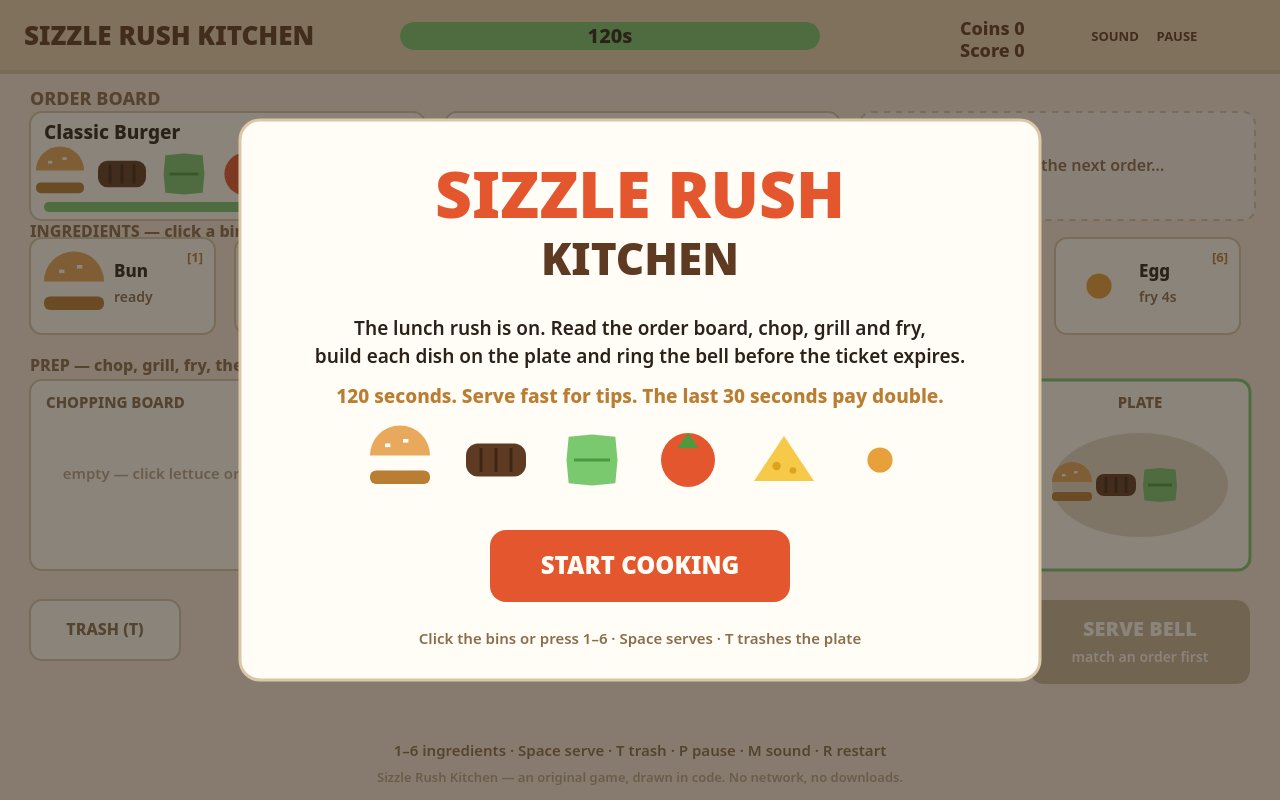 SIZZLE RUSH KITCHEN
120s
Coins 0
Score 0
SOUND
PAUSE
ORDER BOARD
Classic Burger
the next order...
INGREDIENTS — click a bin
Bun
[1]
ready
Egg
[6]
fry 4s
SIZZLE RUSH
KITCHEN
The lunch rush is on. Read the order board, chop, grill and fry,
build each dish on the plate and ring the bell before the ticket expires.
120 seconds. Serve fast for tips. The last 30 seconds pay double.
START COOKING
Click the bins or press 1–6 · Space serves · T trashes the plate
PREP — chop, grill, fry, the
CHOPPING BOARD
empty — click lettuce or
PLATE
TRASH (T)
SERVE BELL
match an order first
1–6 ingredients · Space serve · T trash · P pause · M sound · R restart
Sizzle Rush Kitchen — an original game, drawn in code. No network, no downloads.